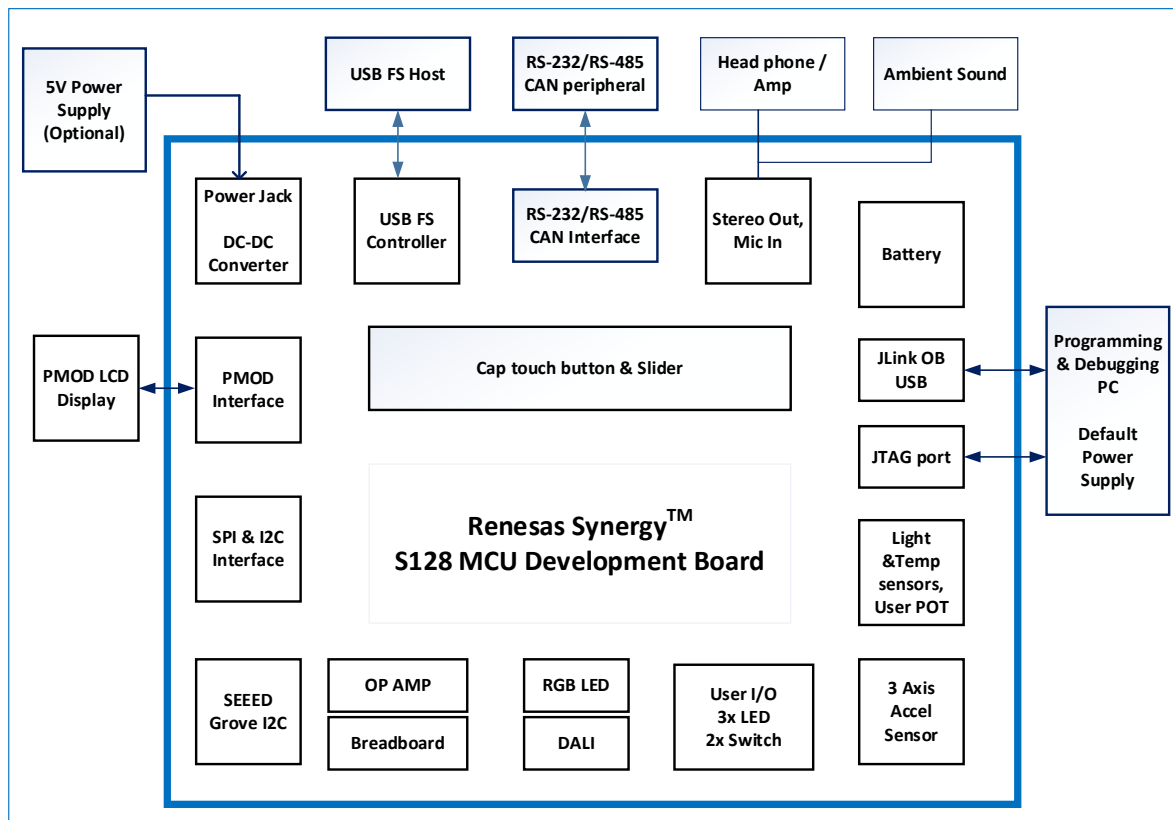 5V Power
Supply
(Optional)
USB FS Host
RS-232/RS-485
CAN peripheral
Head phone /
Amp
Ambient Sound
Power Jack
DC-DC
Converter
USB FS
Controller
RS-232/RS-485
CAN Interface
Stereo Out,
Mic In
Battery
PMOD LCD
Display
PMOD
Interface
Cap touch button & Slider
JLink OB
USB
Programming
& Debugging
PC
Default
Power
Supply
JTAG port
SPI & I2C
Interface
Renesas Synergy™
S128 MCU Development Board
Light
&Temp
sensors,
User POT
SEEED
Grove I2C
OP AMP
Breadboard
RGB LED
DALI
User I/O
3x LED
2x Switch
3 Axis
Accel
Sensor